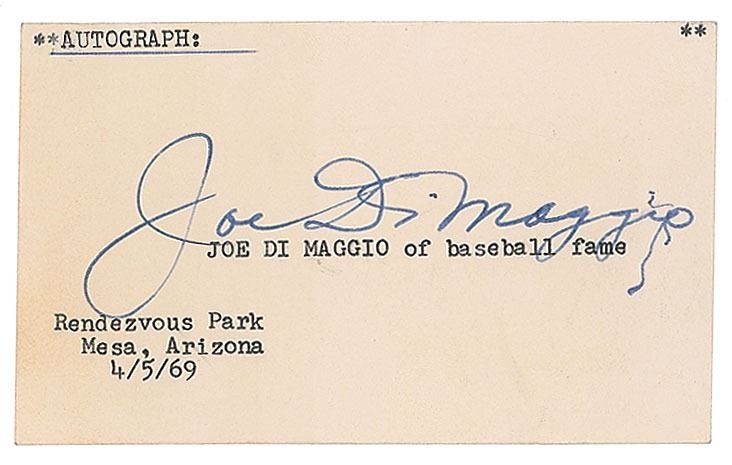 **AUTOGRAPH: **
Joe DiMaggio
JOE DI MAGGIO of baseball fame
Rendezvous Park
Mesa, Arizona
4/5/69